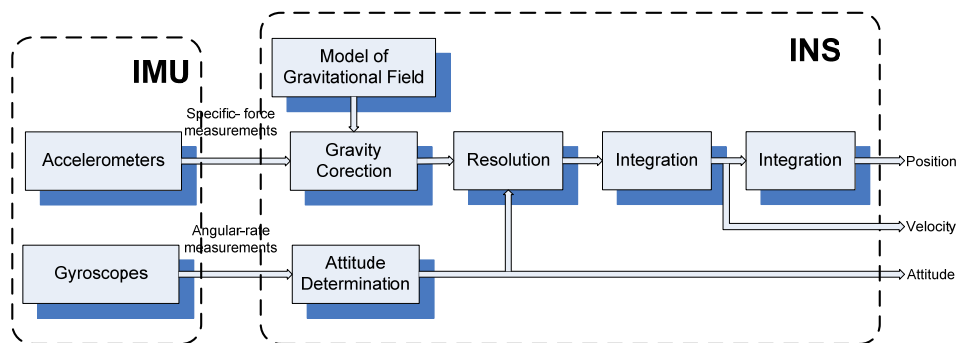 IMU
INS
Model of
Gravitational Field
Specific- force
measurements
Accelerometers
Gravity
Corection
Resolution
Integration
Integration
Position
Velocity
Angular-rate
measurements
Gyroscopes
Attitude
Determination
Attitude